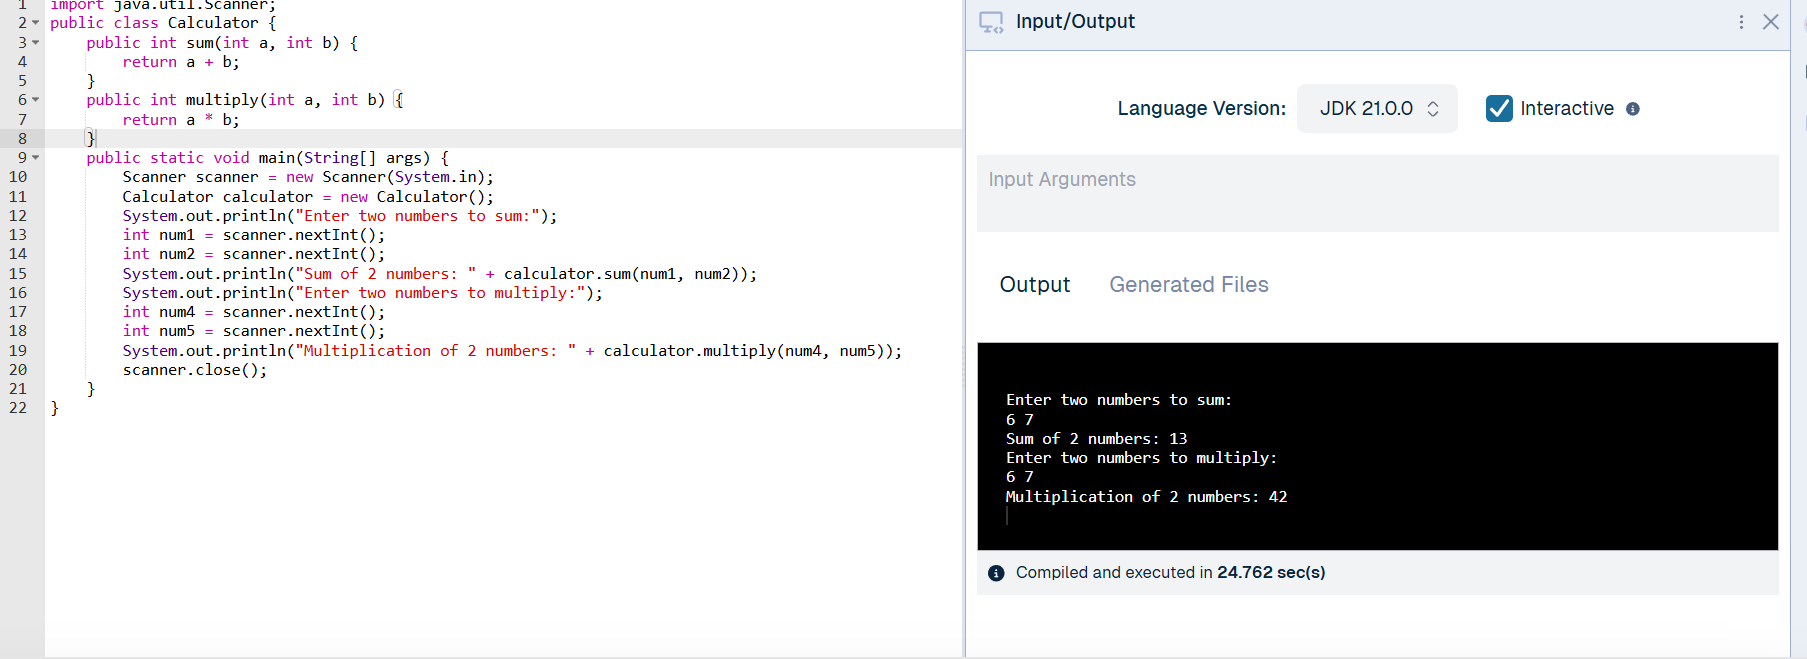 1 import java.util.Scanner;
2 public class Calculator {
3     public int sum(int a, int b) {
4         return a + b;
5     }
6     public int multiply(int a, int b) {
7         return a * b;
8     }
9     public static void main(String[] args) {
10         Scanner scanner = new Scanner(System.in);
11         Calculator calculator = new Calculator();
12         System.out.println("Enter two numbers to sum:");
13         int num1 = scanner.nextInt();
14         int num2 = scanner.nextInt();
15         System.out.println("Sum of 2 numbers: " + calculator.sum(num1, num2));
16         System.out.println("Enter two numbers to multiply:");
17         int num4 = scanner.nextInt();
18         int num5 = scanner.nextInt();
19         System.out.println("Multiplication of 2 numbers: " + calculator.multiply(num4, num5));
20         scanner.close();
21     }
22 }
Input/Output
Language Version: JDK 21.0.0 Interactive
Input Arguments
Output Generated Files
Enter two numbers to sum:
6 7
Sum of 2 numbers: 13
Enter two numbers to multiply:
6 7
Multiplication of 2 numbers: 42
Compiled and executed in 24.762 sec(s)